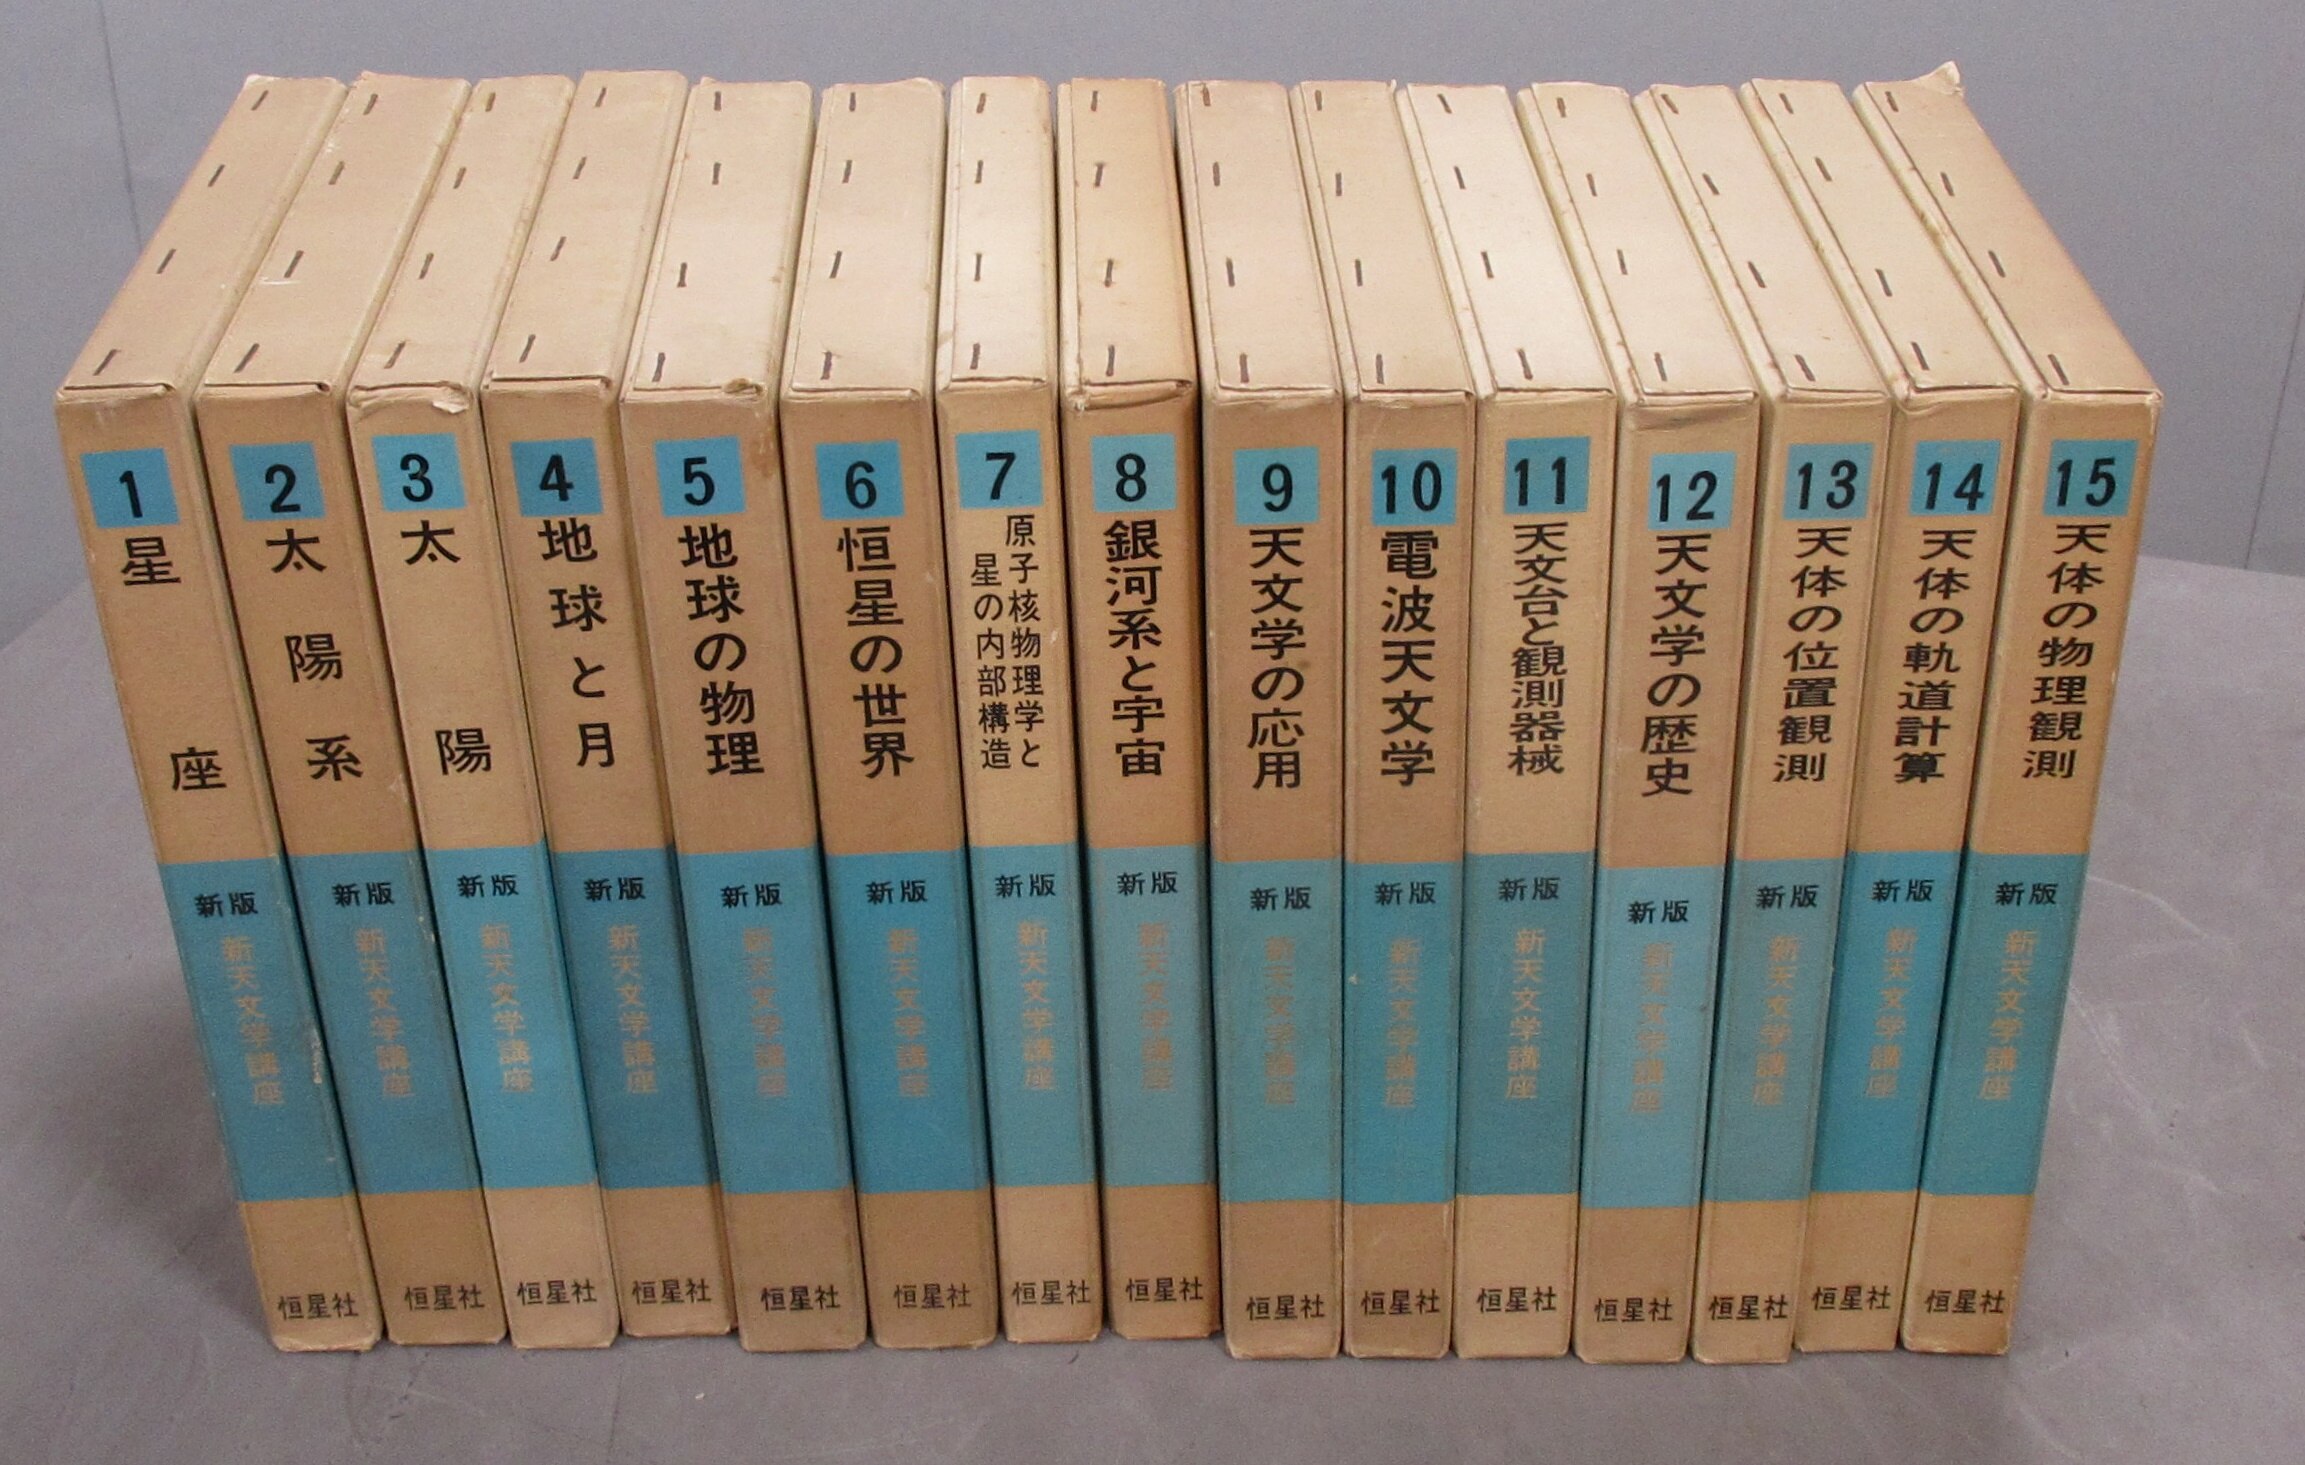 1
星座
新版
新天文学講座
恒星社
2
太陽系
新版
新天文学講座
恒星社
3
太陽
新版
新天文学講座
恒星社
4
地球と月
新版
新天文学講座
恒星社
5
地球の物理
新版
新天文学講座
恒星社
6
恒星の世界
新版
新天文学講座
恒星社
7
原子核物理学と
星の内部構造
新版
新天文学講座
恒星社
8
銀河系と宇宙
新版
新天文学講座
恒星社
9
天文学の応用
新版
新天文学講座
恒星社
10
電波天文学
新版
新天文学講座
恒星社
11
天文台と観測器械
新版
新天文学講座
恒星社
12
天文学の歴史
新版
新天文学講座
恒星社
13
天体の位置観測
新版
新天文学講座
恒星社
14
天体の軌道計算
新版
新天文学講座
恒星社
15
天体の物理観測
新版
新天文学講座
恒星社